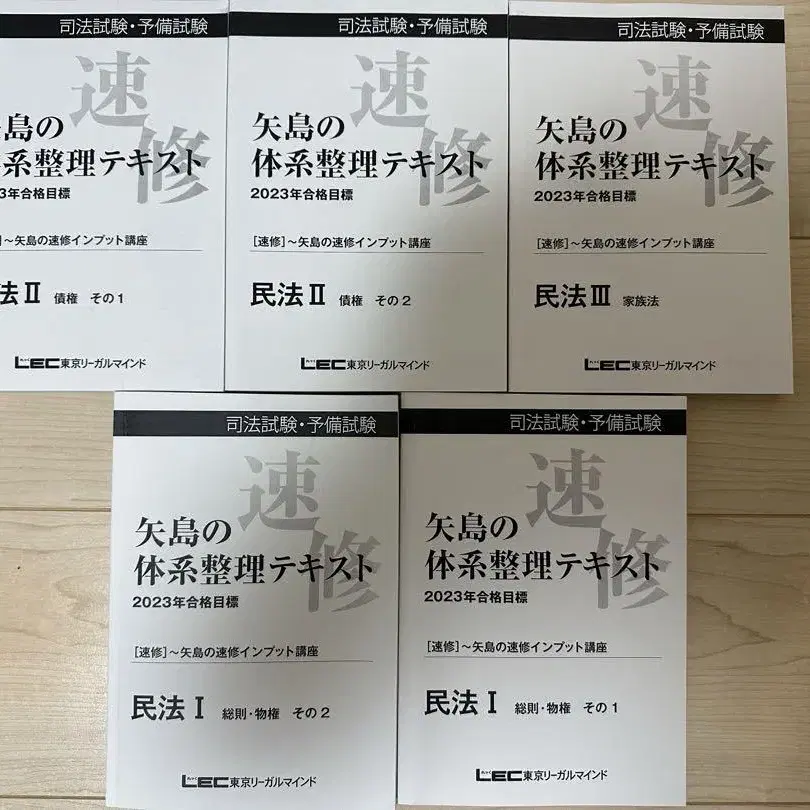 司法試験・予備試験
速修
島の
系整理テキスト
3年合格目標
］～矢島の速修インプット講座
法Ⅱ 債権 その1
LEC東京リーガルマインド
司法試験・予備試験
速修
矢島の
体系整理テキスト
2023年合格目標
［速修］～矢島の速修インプット講座
民法Ⅱ 債権 その2
LEC東京リーガルマインド
司法試験・予備試験
速修
矢島の
体系整理テキスト
2023年合格目標
［速修］～矢島の速修インプット講座
民法Ⅲ 家族法
LEC東京リーガルマインド
司法試験・予備試験
速修
矢島の
体系整理テキスト
2023年合格目標
［速修］～矢島の速修インプット講座
民法Ⅰ 総則・物権 その2
LEC東京リーガルマインド
司法試験・予備試験
速修
矢島の
体系整理テキスト
2023年合格目標
［速修］～矢島の速修インプット講座
民法Ⅰ 総則・物権 その1
LEC東京リーガルマインド